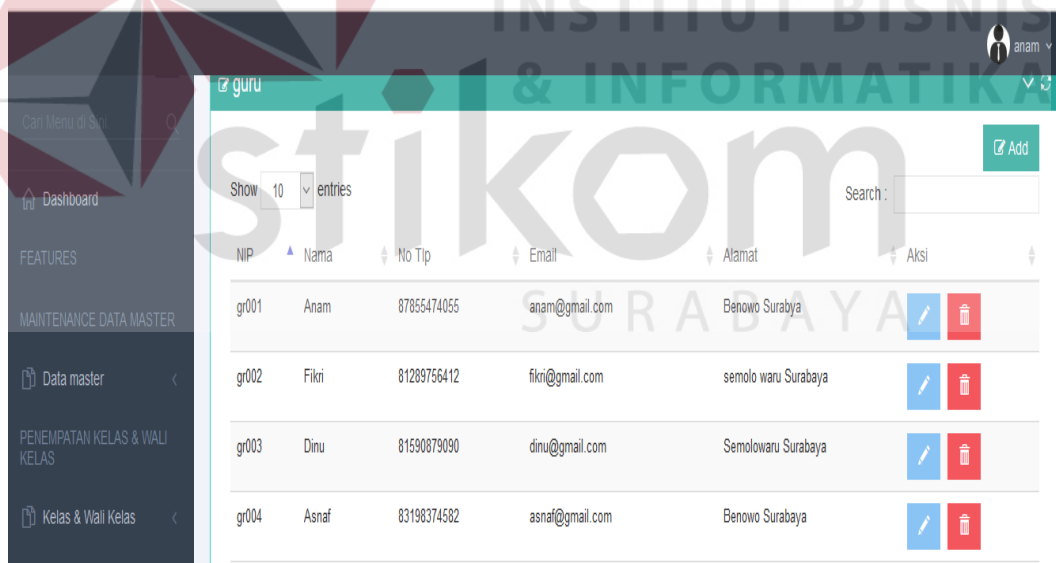 INSTITUT BISNIS
& INFORMATIKA
stikom
SURABAYA
anam
guru
Cari Menu di Sini
Dashboard
FEATURES
MAINTENANCE DATA MASTER
Data master
PENEMPATAN KELAS & WALI
KELAS
Kelas & Wali Kelas
Add
Show 10 entries
Search :
NIP Nama No Tlp Email Alamat Aksi
gr001 Anam 87855474055 anam@gmail.com Benowo Surabya
gr002 Fikri 81289756412 fikri@gmail.com semolo waru Surabaya
gr003 Dinu 81590879090 dinu@gmail.com Semolowaru Surabaya
gr004 Asnaf 83198374582 asnaf@gmail.com Benowo Surabaya